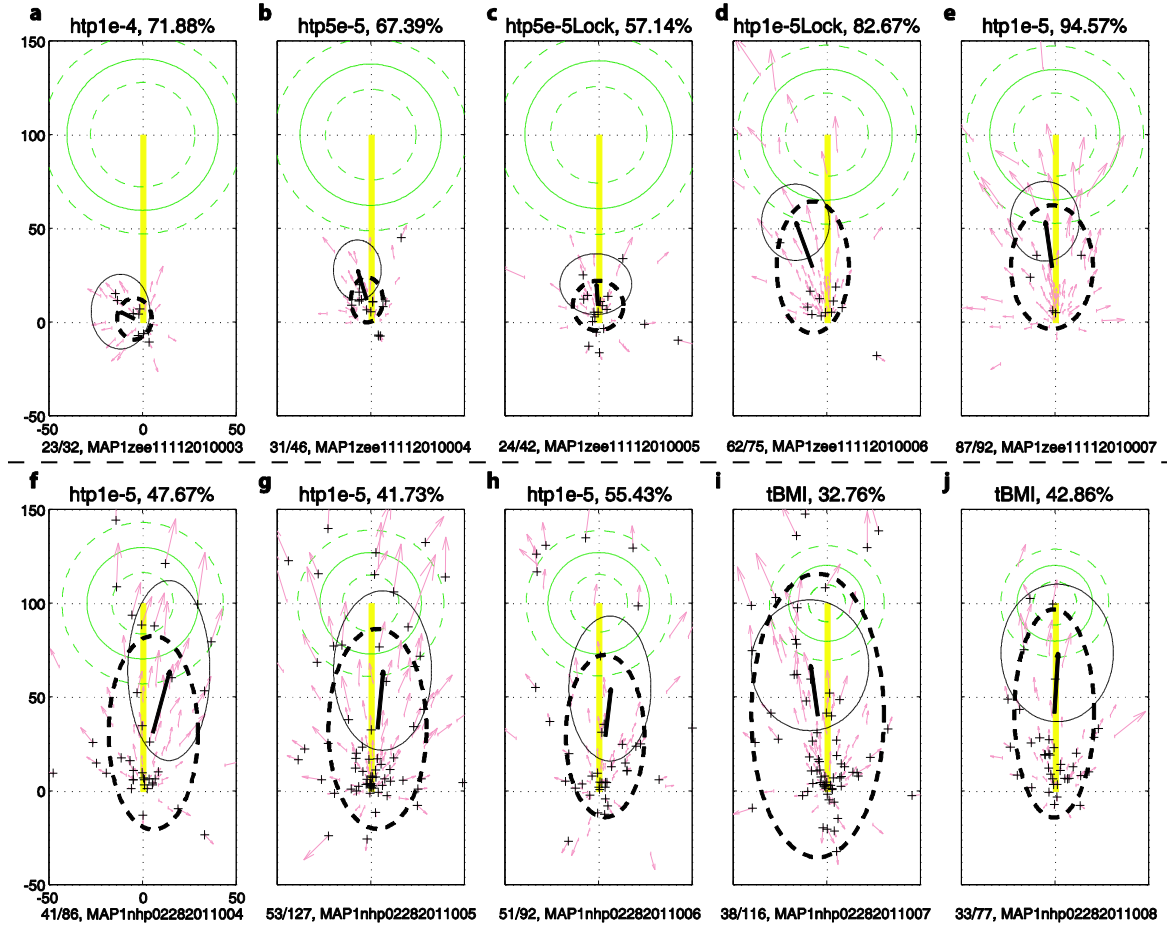 a b c d e
htp1e-4, 71.88% htp5e-5, 67.39% htp5e-5Lock, 57.14% htp1e-5Lock, 82.67% htp1e-5, 94.57%
150
100
50
0
-50
-50 0 50
23/32, MAP1zee11112010003 31/46, MAP1zee11112010004 24/42, MAP1zee11112010005 62/75, MAP1zee11112010006 87/92, MAP1zee11112010007
f g h i j
htp1e-5, 47.67% htp1e-5, 41.73% htp1e-5, 55.43% tBMI, 32.76% tBMI, 42.86%
150
100
50
0
-50
-50 0 50
41/86, MAP1nhp02282011004 53/127, MAP1nhp02282011005 51/92, MAP1nhp02282011006 38/116, MAP1nhp02282011007 33/77, MAP1nhp02282011008